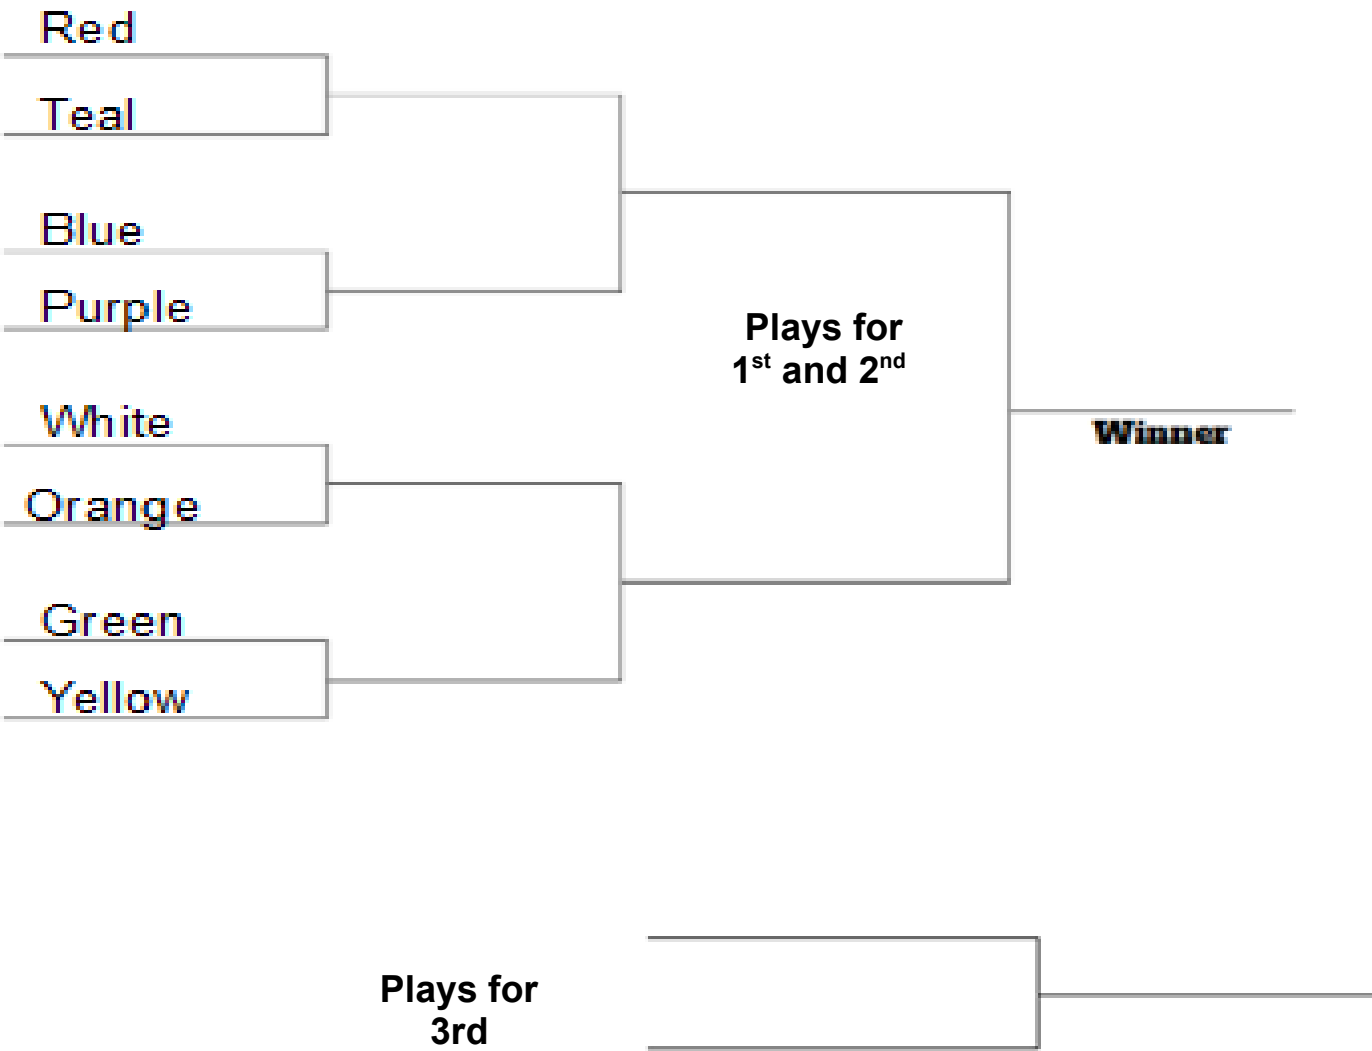 Red
Teal
Blue
Purple
Plays for
1st and 2nd
White
Winner
Orange
Green
Yellow
Plays for
3rd